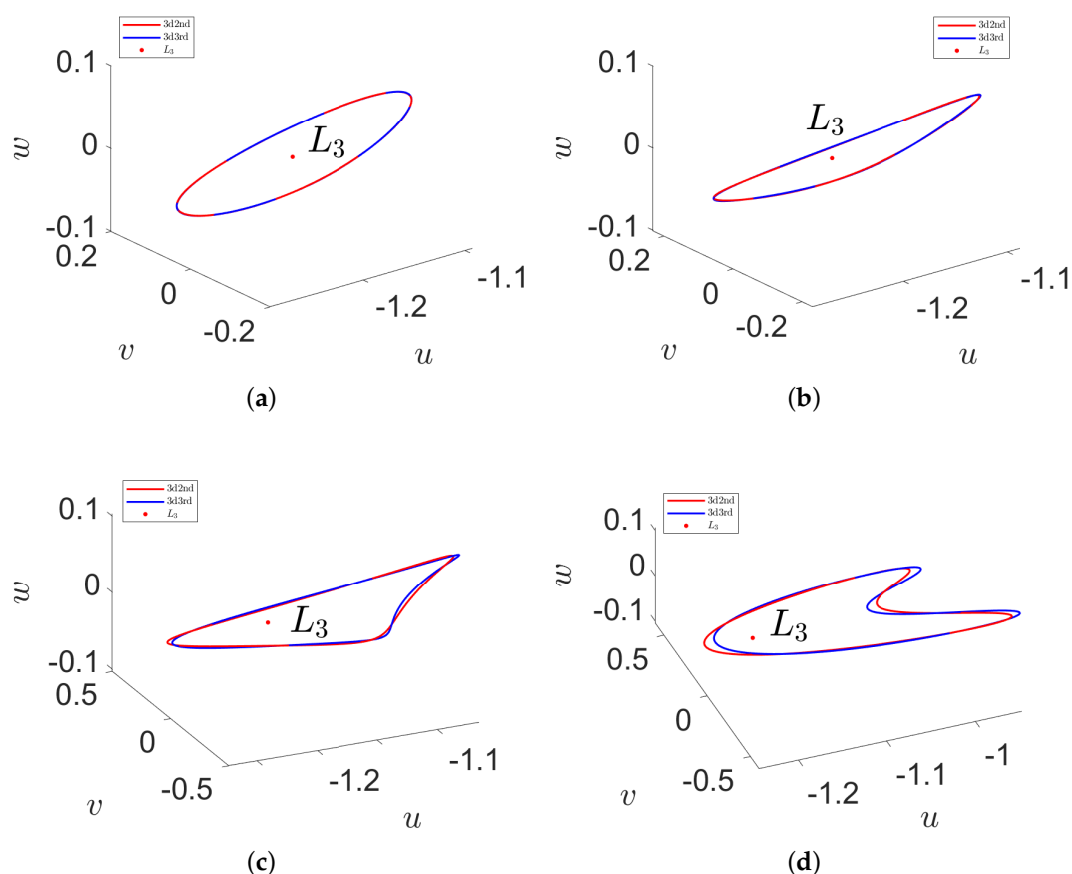 3d2nd
3d3rd
L₃
0.1
0
-0.1
w
L₃
0.2
0
-0.2
v
-1.2
-1.1
u
(a)
3d2nd
3d3rd
L₃
0.1
0
-0.1
w
L₃
0.2
0
-0.2
v
-1.2
-1.1
u
(b)
3d2nd
3d3rd
L₃
0.1
0
-0.1
w
L₃
0.5
0
-0.5
v
-1.2
-1.1
u
(c)
3d2nd
3d3rd
L₃
0.1
0
-0.1
w
L₃
0.5
0
-0.5
v
-1.2
-1.1
-1
u
(d)